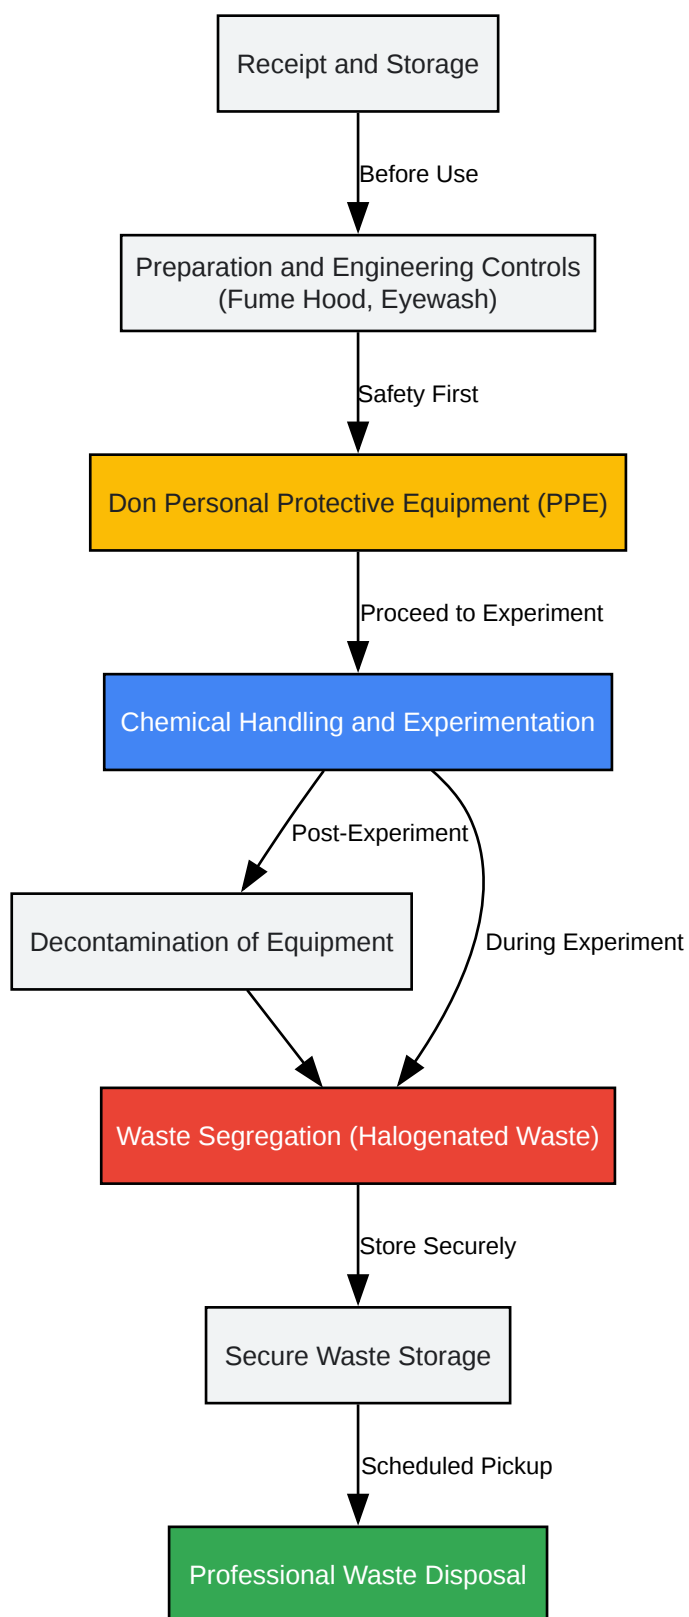 Receipt and Storage
Before Use
Preparation and Engineering Controls
(Fume Hood, Eyewash)
Safety First
Don Personal Protective Equipment (PPE)
Proceed to Experiment
Chemical Handling and Experimentation
Post-Experiment
Decontamination of Equipment
During Experiment
Waste Segregation (Halogenated Waste)
Store Securely
Secure Waste Storage
Scheduled Pickup
Professional Waste Disposal